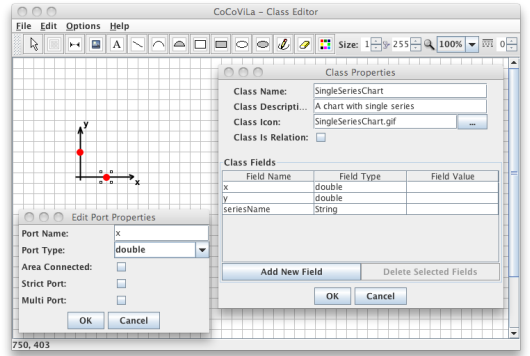 CoCoViLa – Class Editor
File Edit Options Help
A Size: 1 255 100% 0
Class Properties
Class Name: SingleSeriesChart
Class Descripti... A chart with single series
Class Icon: SingleSeriesChart.gif ...
Class Is Relation:
Class Fields
Field Name Field Type Field Value
x double
y double
seriesName String
Add New Field Delete Selected Fields
OK Cancel
y
x
Edit Port Properties
Port Name: x
Port Type: double
Area Connected:
Strict Port:
Multi Port:
OK Cancel
750, 403